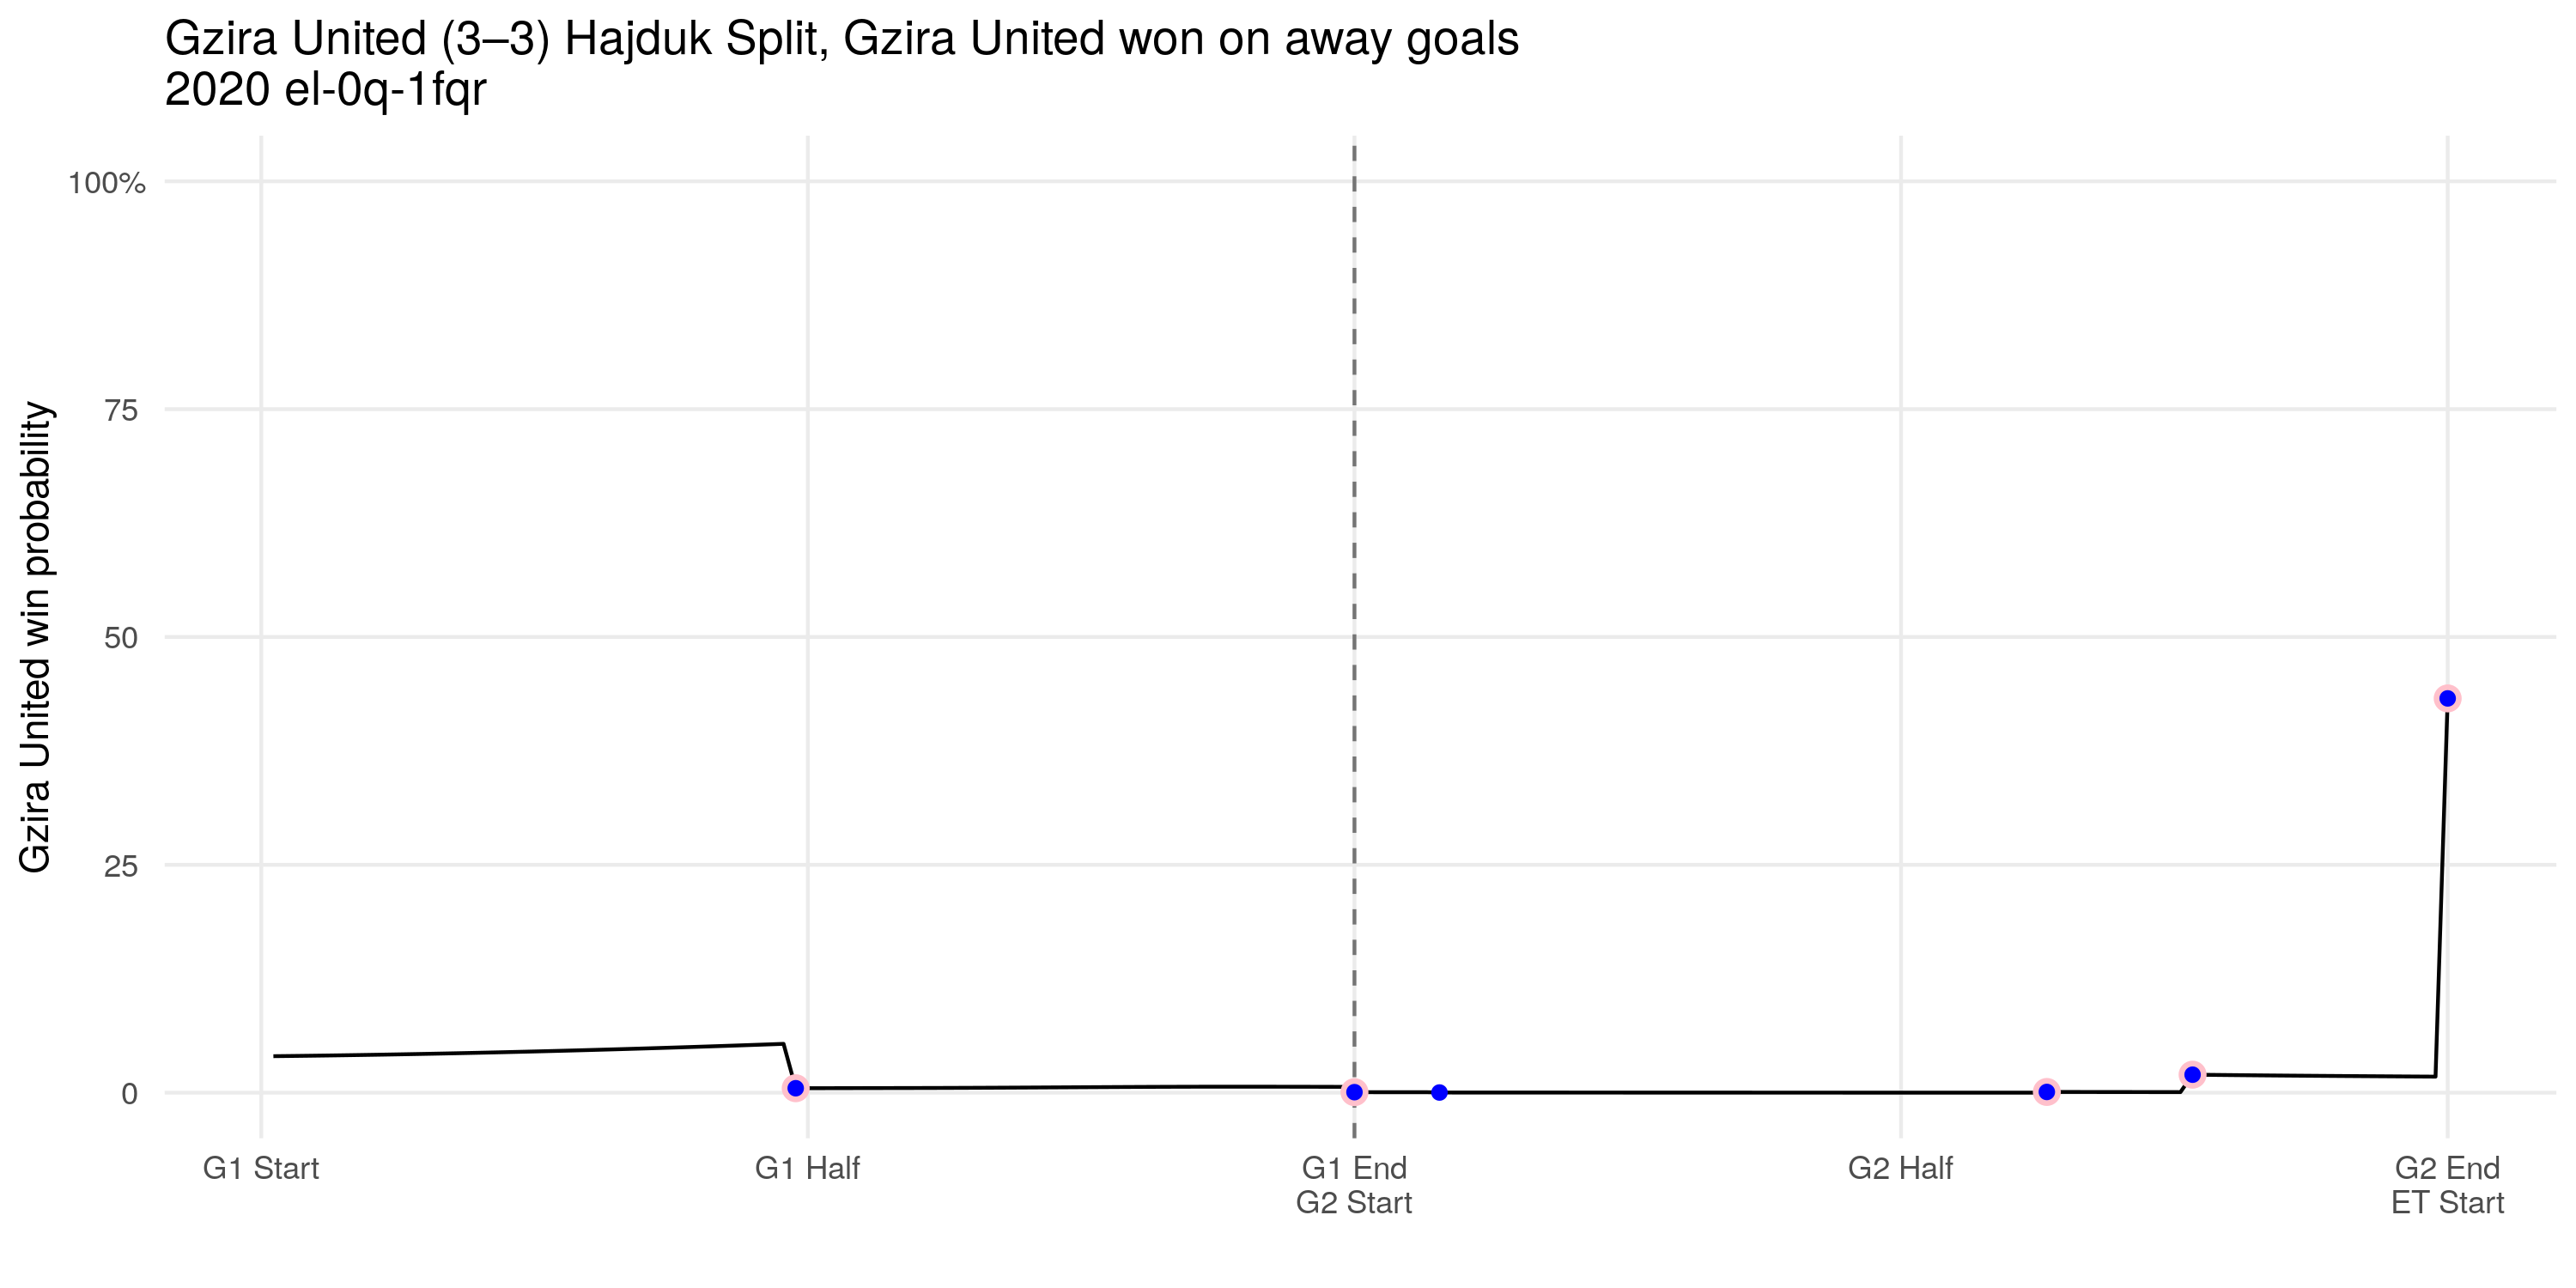 Gzira United (3–3) Hajduk Split, Gzira United won on away goals
2020 el-0q-1fqr
Gzira United win probability
100%
75
50
25
0
G1 Start
G1 Half
G1 End
G2 Start
G2 Half
G2 End
ET Start